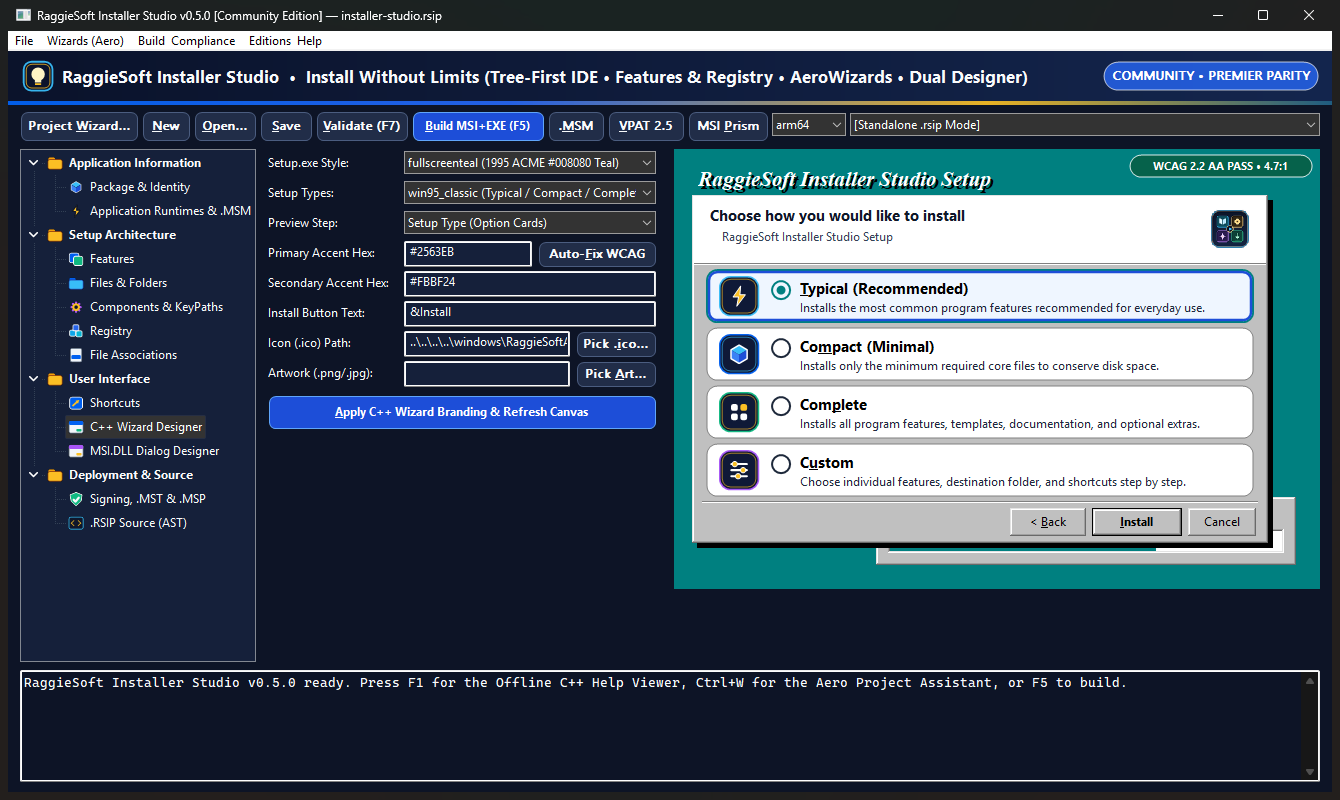 RaggieSoft Installer Studio v0.5.0 [Community Edition] — installer-studio.rsip
File Wizards (Aero) Build Compliance Editions Help
RaggieSoft Installer Studio • Install Without Limits (Tree-First IDE • Features & Registry • AeroWizards • Dual Designer)
COMMUNITY • PREMIER PARITY
Project Wizard... New Open... Save Validate (F7) Build MSI+EXE (F5) .MSM VPAT 2.5 MSI Prism arm64 [Standalone .rsip Mode]
Application Information
Package & Identity
Application Runtimes & .MSM
Setup Architecture
Features
Files & Folders
Components & KeyPaths
Registry
File Associations
User Interface
Shortcuts
C++ Wizard Designer
MSI.DLL Dialog Designer
Deployment & Source
Signing, .MST & .MSP
.RSIP Source (AST)
Setup.exe Style: fullscreenteal (1995 ACME #008080 Teal)
Setup Types: win95_classic (Typical / Compact / Comple
Preview Step: Setup Type (Option Cards)
Primary Accent Hex: #2563EB Auto-Fix WCAG
Secondary Accent Hex: #FBBF24
Install Button Text: &Install
Icon (.ico) Path: ..\..\..\..\windows\RaggieSoft Pick .ico...
Artwork (.png/.jpg): Pick Art...
Apply C++ Wizard Branding & Refresh Canvas
WCAG 2.2 AA PASS • 4.7:1
RaggieSoft Installer Studio Setup
Choose how you would like to install
RaggieSoft Installer Studio Setup
Typical (Recommended)
Installs the most common program features recommended for everyday use.
Compact (Minimal)
Installs only the minimum required core files to conserve disk space.
Complete
Installs all program features, templates, documentation, and optional extras.
Custom
Choose individual features, destination folder, and shortcuts step by step.
< Back Install Cancel
RaggieSoft Installer Studio v0.5.0 ready. Press F1 for the Offline C++ Help Viewer, Ctrl+W for the Aero Project Assistant, or F5 to build.